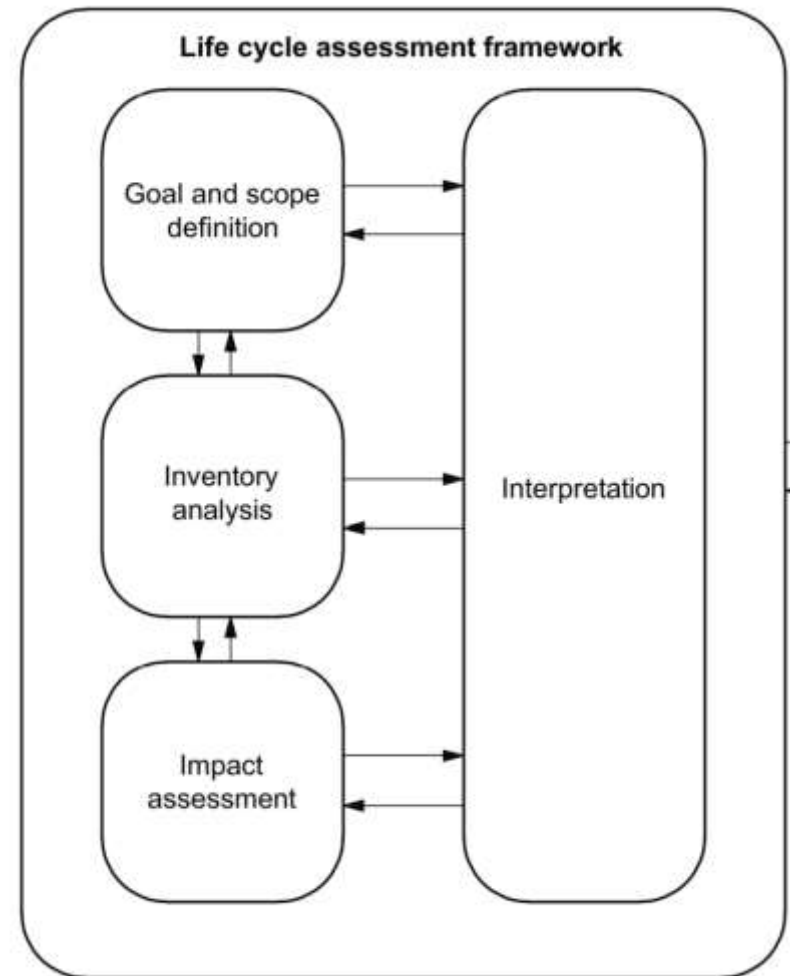 Life cycle assessment framework
Goal and scope
definition
Inventory
analysis
Interpretation
Impact
assessment